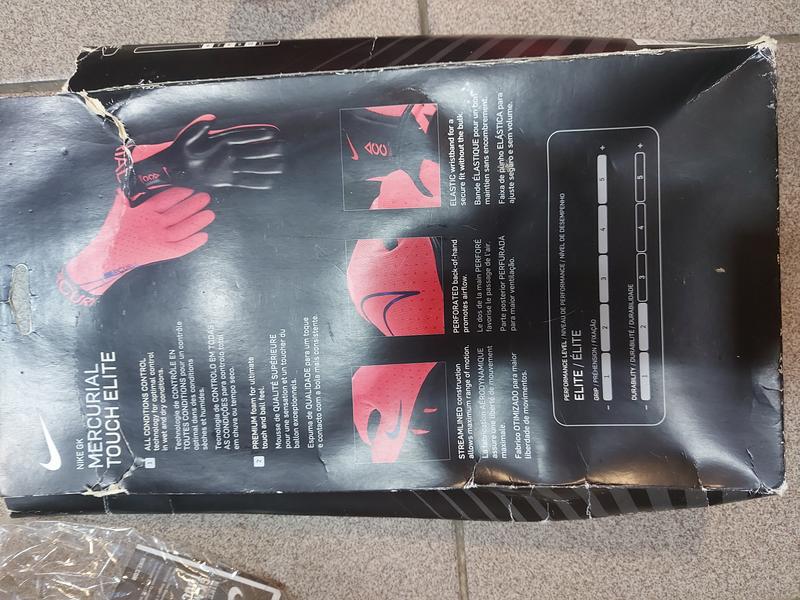 NIKE GK
MERCURIAL
TOUCH ELITE
1 ALL CONDITIONS CONTROL
technology for optimal control
in wet and dry conditions.
Technologie de CONTRÔLE EN
TOUTES CONDITIONS pour un contrôle
optimal dans des conditions
sèches et humides.
Tecnologia de CONTROLO EM TODAS
AS CONDIÇÕES para controlo total
em chuva ou tempo seco.
2 PREMIUM foam for ultimate
touch and ball feel.
Mousse de QUALITÉ SUPÉRIEURE
pour une sensation et un toucher du
ballon exceptionnels.
Espuma de QUALIDADE para um toque
e contacto com a bola mais consistente.
STREAMLINED construction
allows maximum range of motion.
La fabrication AÉRODYNAMIQUE
assure une liberté de mouvement
maximale.
Fabrico OTIMIZADO para maior
liberdade de movimentos.
PERFORATED back-of-hand
promotes airflow.
Le dos de la main PERFORÉ
favorise le passage de l'air.
Parte posterior PERFURADA
para maior ventilação.
ELASTIC wristband for a
secure fit without the bulk.
Bande ÉLASTIQUE pour un bon
maintien sans encombrement.
Faixa de punho ELÁSTICA para
ajuste seguro e sem volume.
PERFORMANCE LEVEL / NIVEAU DE PERFORMANCE / NÍVEL DE DESEMPENHO
ELITE / ÉLITE
GRIP / PRÉHENSION / FIXAÇÃO
- 1 2 3 4 5 +
DURABILITY / DURABILITÉ / DURABILIDADE
- 1 2 3 4 5 +